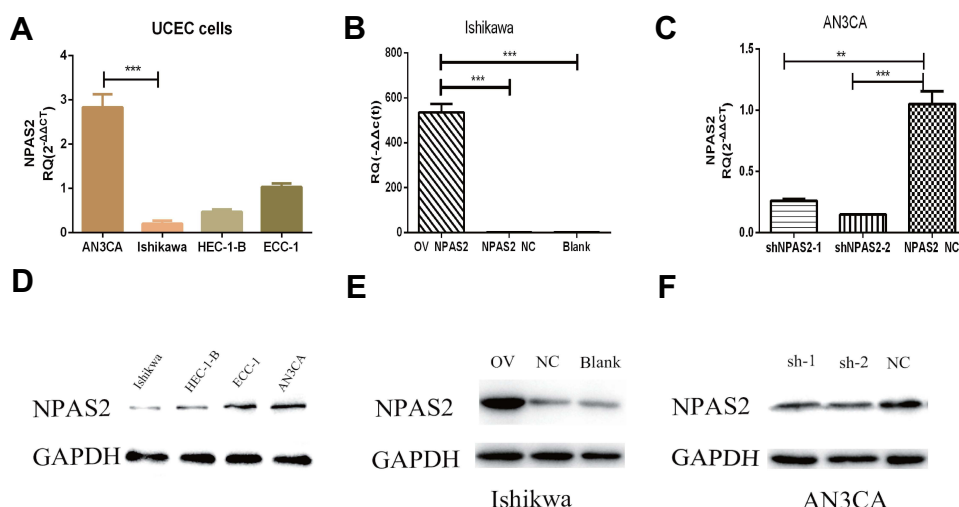 A
UCEC cells
NPAS2
RQ(2^-ΔΔCT)
4
3
2
1
0
***
AN3CA
Ishikawa
HEC-1-B
ECC-1
B
Ishikawa
RQ(-ΔΔc(t))
800
600
400
200
0
***
***
OV NPAS2
NPAS2 NC
Blank
C
AN3CA
NPAS2
RQ(2^-ΔΔCT)
1.5
1.0
0.5
0.0
**
***
shNPAS2-1
shNPAS2-2
NPAS2 NC
D
Ishikwa
HEC-1-B
ECC-1
AN3CA
NPAS2
GAPDH
E
OV NC Blank
NPAS2
GAPDH
Ishikwa
F
sh-1 sh-2 NC
NPAS2
GAPDH
AN3CA